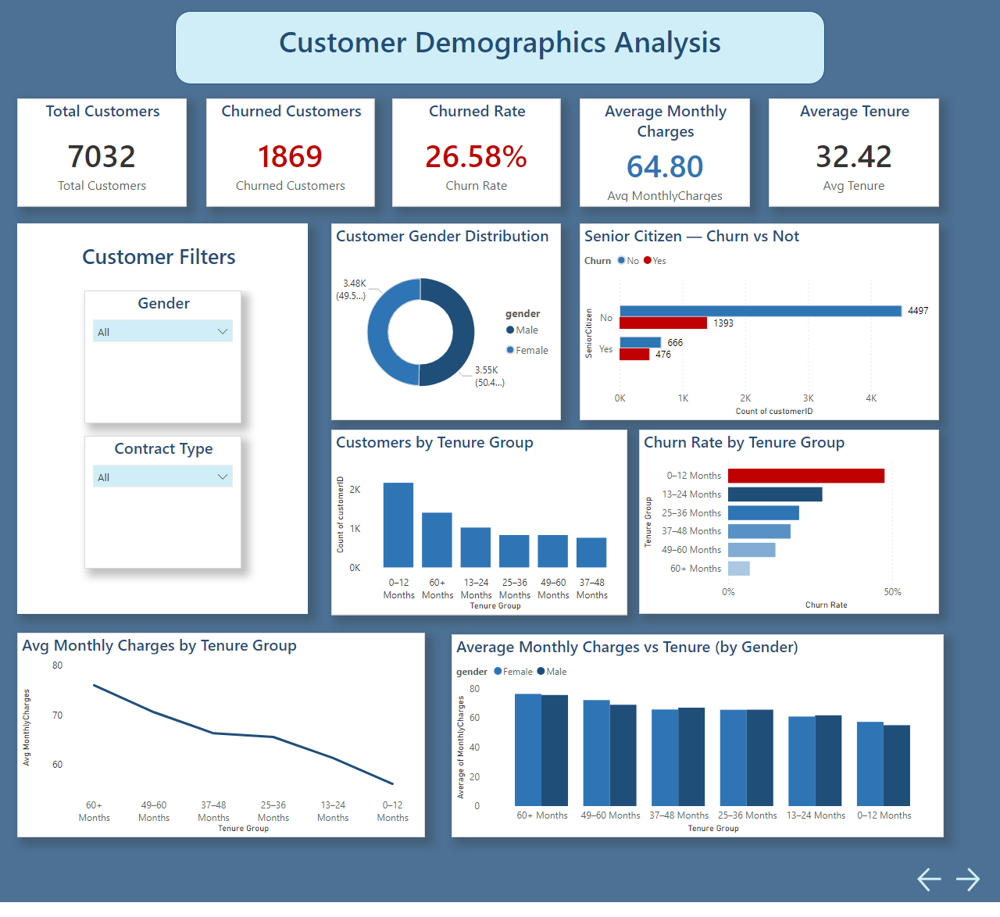 Customer Demographics Analysis
Total Customers
7032
Total Customers
Churned Customers
1869
Churned Customers
Churned Rate
26.58%
Churn Rate
Average Monthly
Charges
64.80
Avg MonthlyCharges
Average Tenure
32.42
Avg Tenure
Customer Filters
Gender
All
Contract Type
All
Customer Gender Distribution
3.48K
(49.5...)
gender
Male
Female
3.55K
(50.4...)
Senior Citizen — Churn vs Not
Churn No Yes
SeniorCitizen
No
4497
1393
Yes
666
476
0K 1K 2K 3K 4K
Count of customerID
Customers by Tenure Group
Count of customerID
2K
1K
0K
0–12 60+ 13–24 25–36 49–60 37–48
Months Months Months Months Months Months
Tenure Group
Churn Rate by Tenure Group
Tenure Group
0–12 Months
13–24 Months
25–36 Months
37–48 Months
49–60 Months
60+ Months
0% 50%
Churn Rate
Avg Monthly Charges by Tenure Group
Avg MonthlyCharges
80
70
60
60+ 49–60 37–48 25–36 13–24 0–12
Months Months Months Months Months Months
Tenure Group
Average Monthly Charges vs Tenure (by Gender)
gender Female Male
Average of MonthlyCharges
80
60
40
20
0
60+ Months 49–60 Months 37–48 Months 25–36 Months 13–24 Months 0–12 Months
Tenure Group